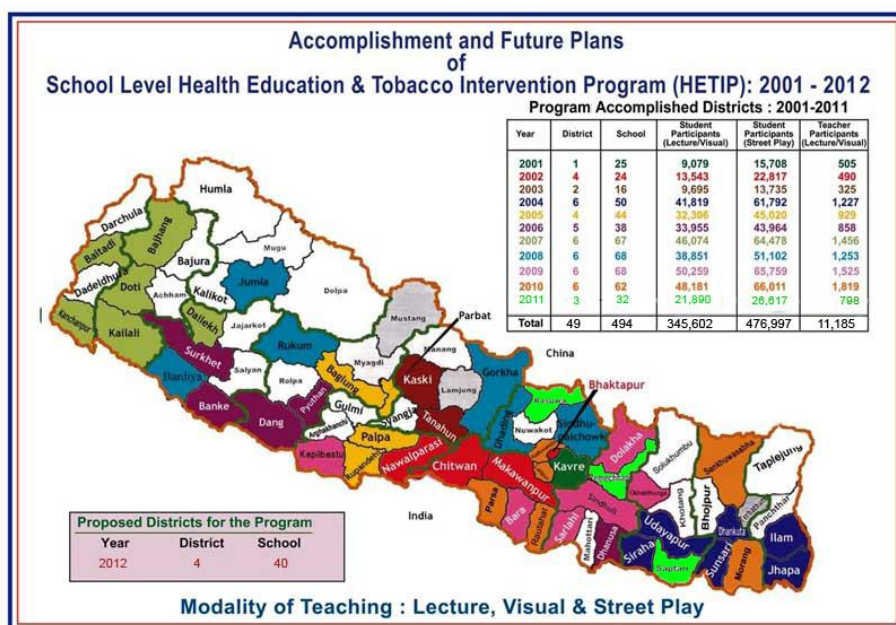 Accomplishment and Future Plans
of
School Level Health Education & Tobacco Intervention Program (HETIP): 2001 - 2012
Program Accomplished Districts : 2001-2011
Year District School Student Participants (Lecture/Visual) Student Participants (Street Play) Teacher Participants (Lecture/Visual)
2001 1 25 9,079 15,708 505
2002 4 24 13,543 22,817 490
2003 2 16 9,695 13,735 325
2004 6 50 41,819 61,792 1,227
2005 4 44 32,306 45,020 929
2006 5 38 33,955 43,964 858
2007 6 67 46,074 64,478 1,456
2008 6 68 38,851 51,102 1,253
2009 6 68 50,259 65,759 1,525
2010 6 62 48,181 66,011 1,819
2011 3 32 21,890 26,617 798
Total 49 494 345,602 476,997 11,185
Humla
Darchula
Bajhang
Baitadi
Bajura
Mugu
Dadeldhura
Doti
Jumla
Achham
Kalikot
Dolpa
Kanchanpur
Kailali
Dailekh
Jajarkot
Mustang
Parbat
Surkhet
Rukum
Manang
China
Myagdi
Bardiya
Salyan
Rolpa
Baglung
Kaski
Lamjung
Gorkha
Bhaktapur
Rasuwa
Banke
Dang
Pyuthan
Gulmi
Syangja
Tanahun
Dhading
Nuwakot
Sindhu-
palchowk
Dolakha
Arghakhanchi
Palpa
Kavre
Solukhumbu
Sankhuwasabha
Taplejung
Kapilbastu
Rupandehi
Nawalparasi
Chitwan
Makawanpur
Sindhuli
Khotang
Bhojpur
Panchthar
India
Parsa
Bara
Rautahat
Sarlahi
Mahottari
Dhanusa
Siraha
Udayapur
Saptari
Dhankuta
Sunsari
Morang
Ilam
Jhapa
Proposed Districts for the Program
Year District School
2012 4 40
Modality of Teaching : Lecture, Visual & Street Play